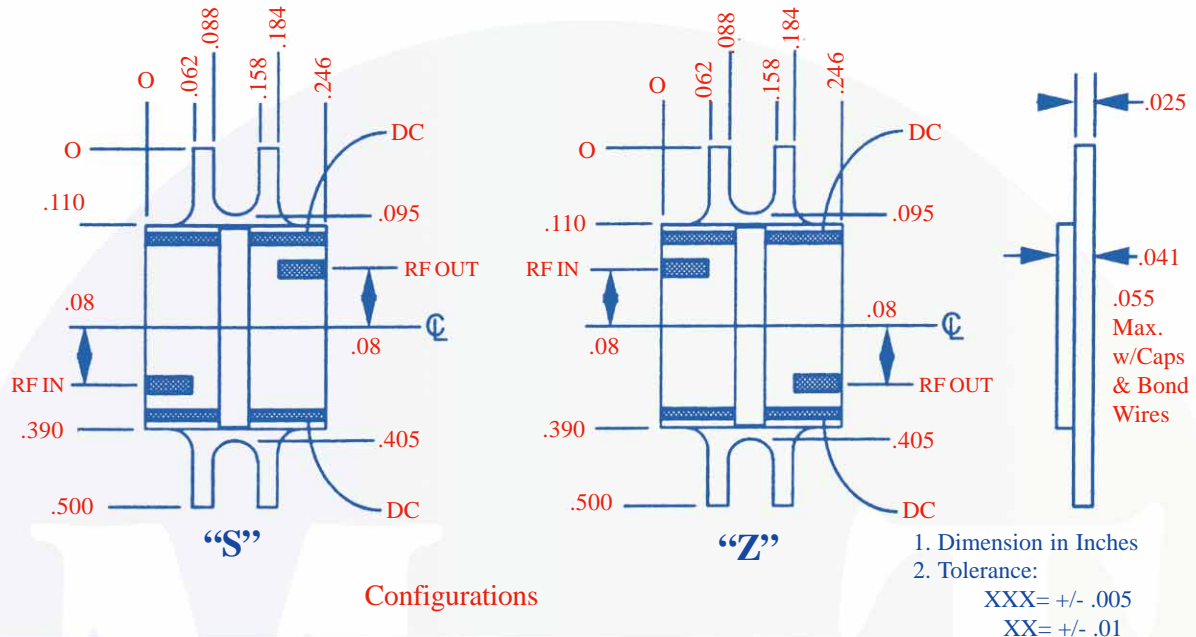 O
.062
.088
.158
.184
.246
DC
O
.110
.095
RF OUT
.08
℄
.08
RF IN
.390
.405
.500
DC
“S”
O
.062
.088
.158
.184
.246
DC
O
.110
.095
RF IN
.08
℄
.08
RF OUT
.390
.405
.500
DC
“Z”
.025
.041
.055
Max.
w/Caps
& Bond
Wires
Configurations
1. Dimension in Inches
2. Tolerance:
XXX= +/- .005
XX= +/- .01